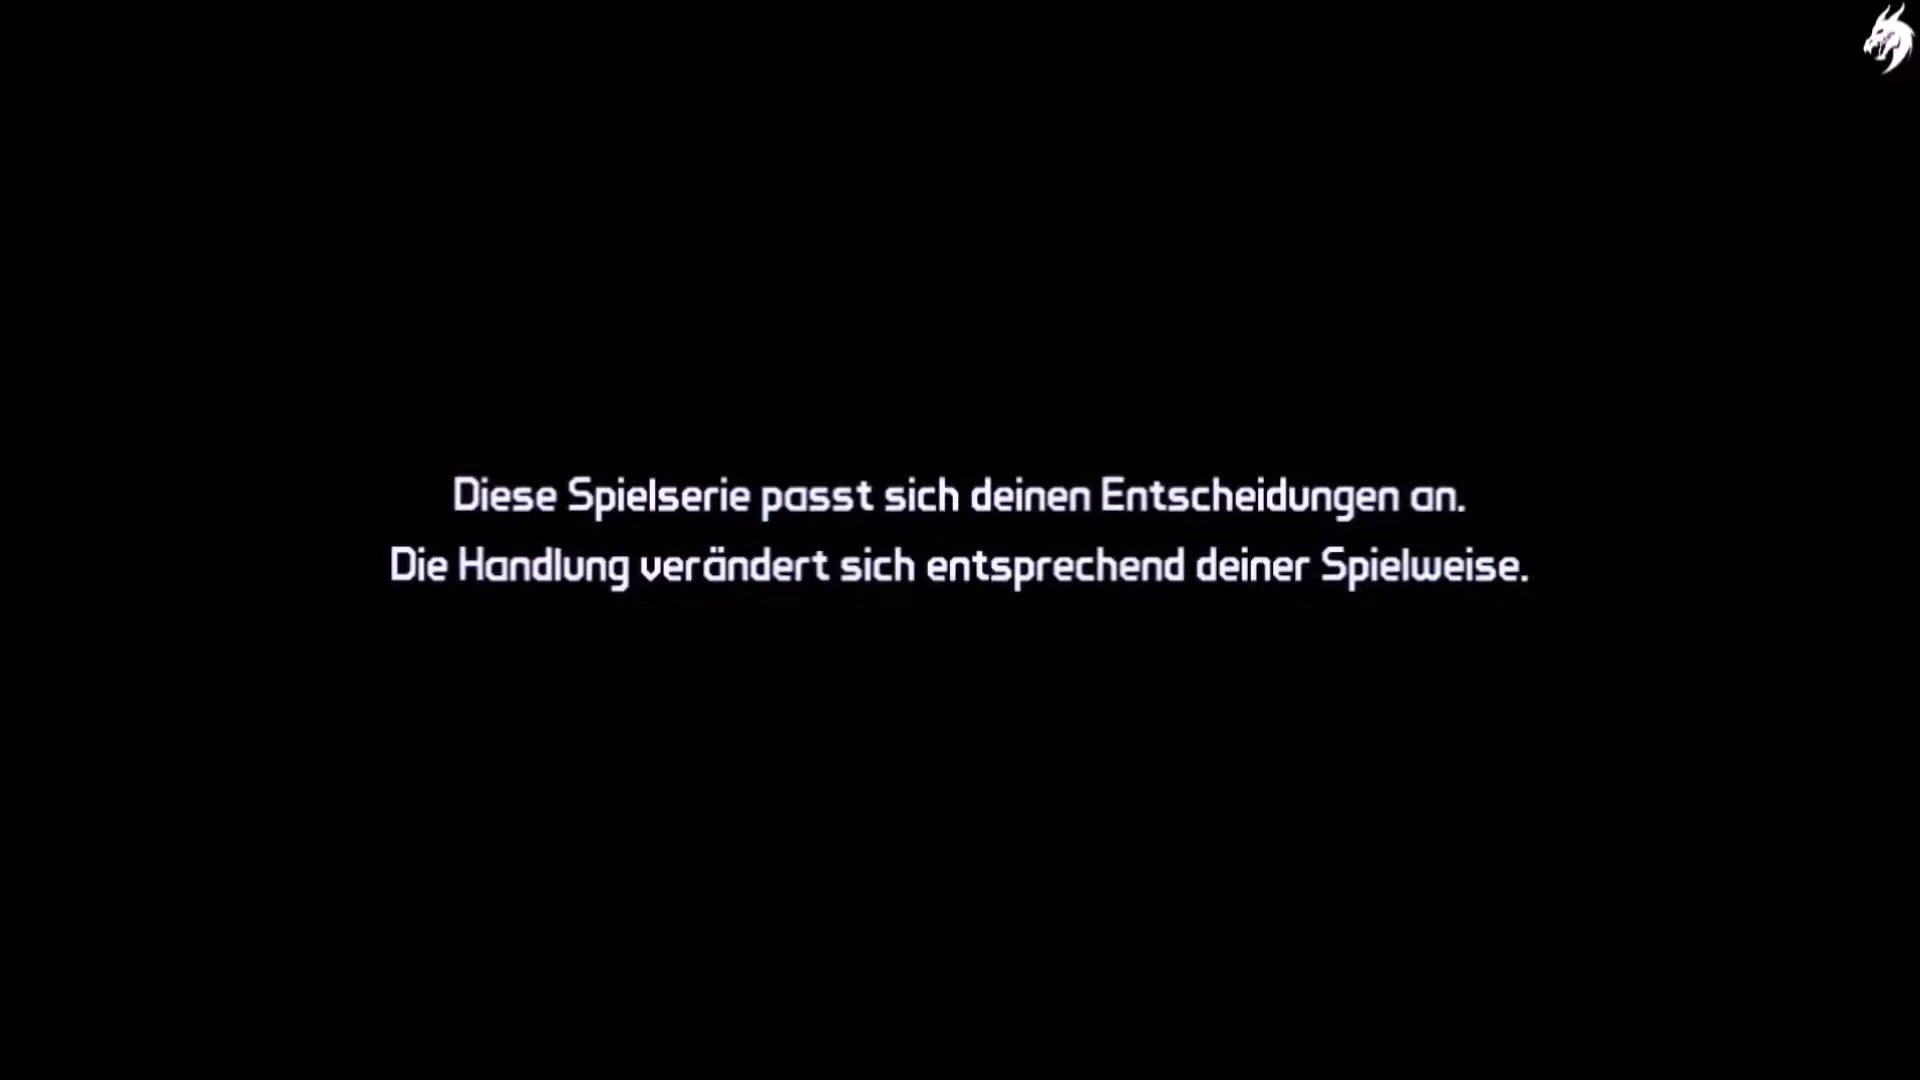 Diese Spielserie passt sich deinen Entscheidungen an.
Die Handlung verändert sich entsprechend deiner Spielweise.